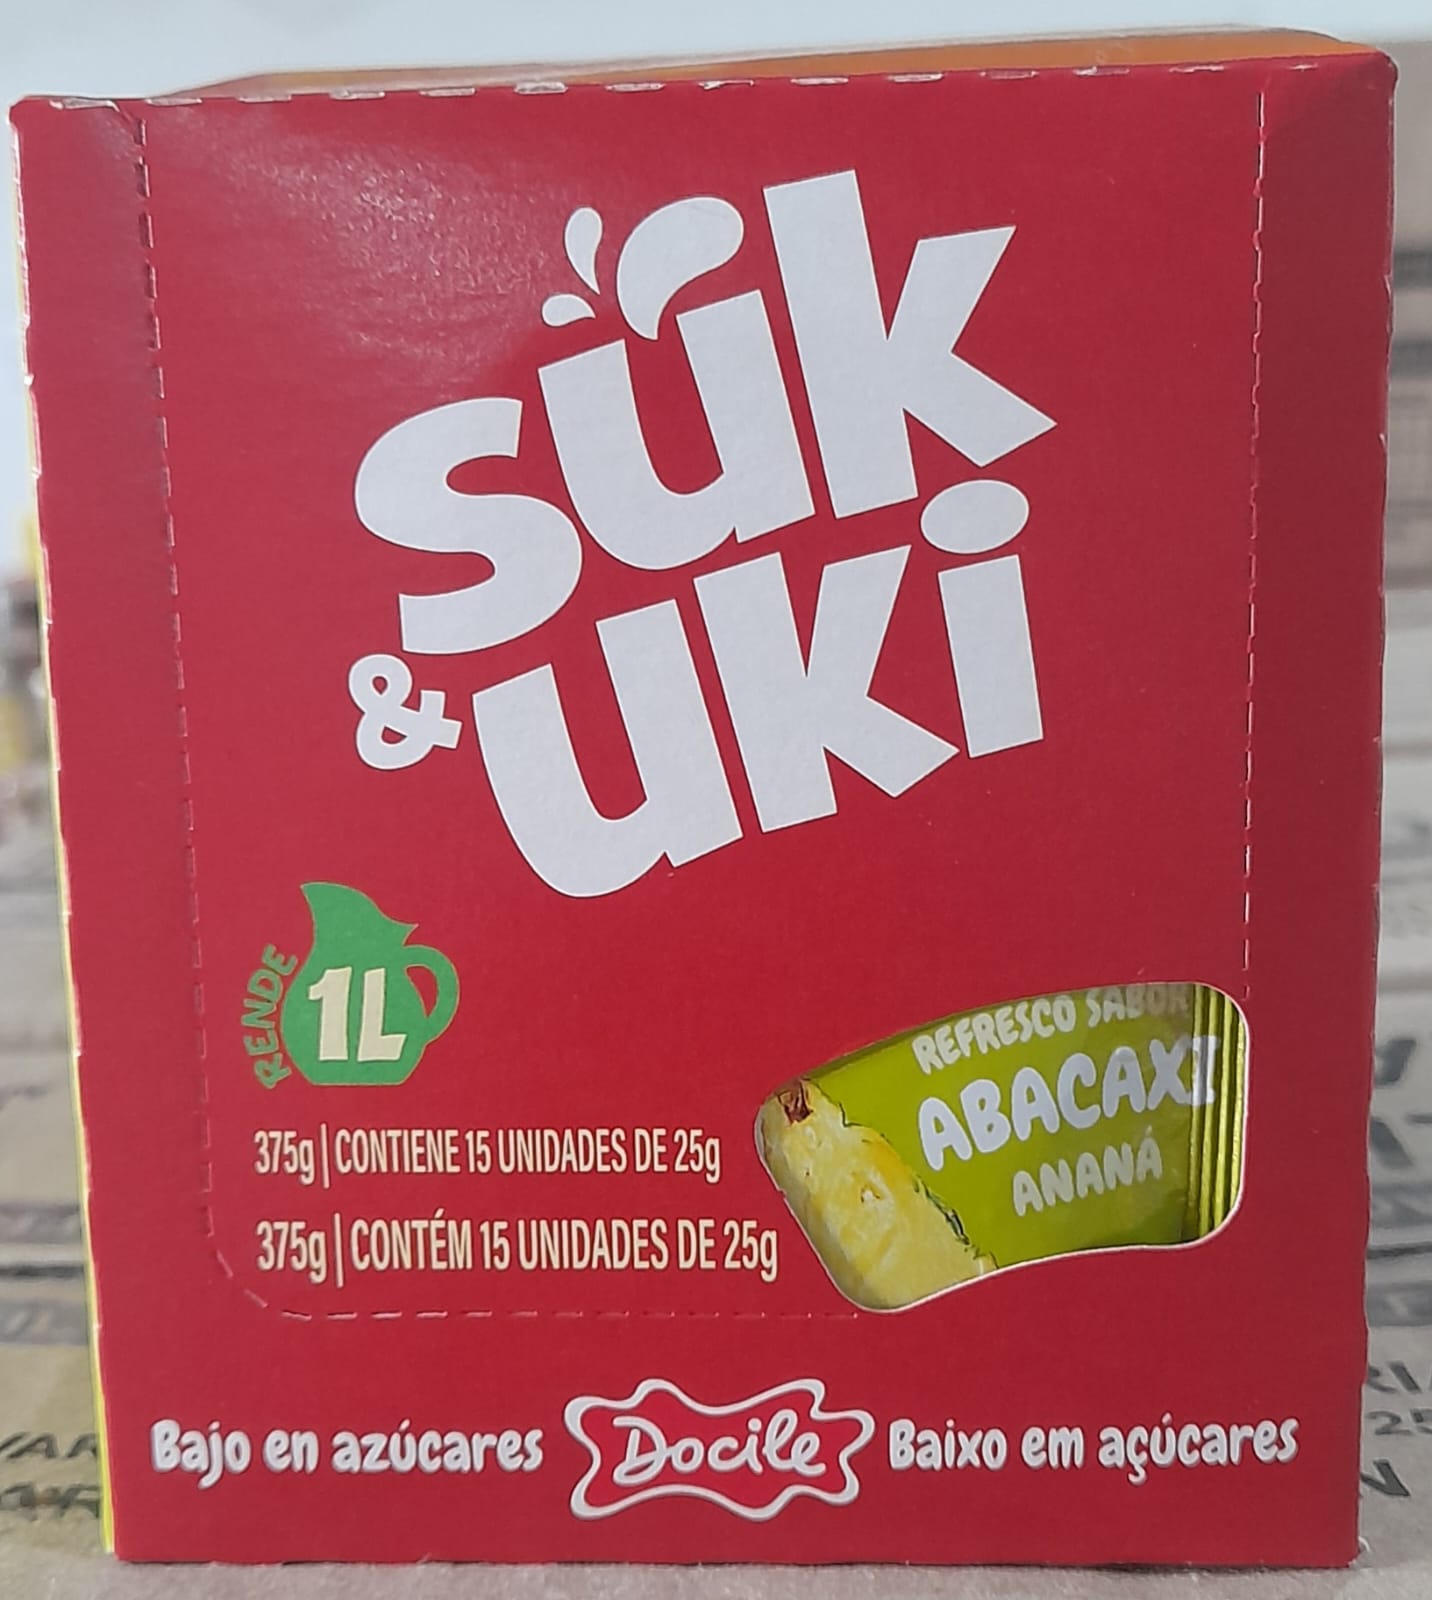 suk
& uki
RENDE
1L
REFRESCO SABOR
ABACAXI
ANANÁ
375g | CONTIENE 15 UNIDADES DE 25g
375g | CONTÉM 15 UNIDADES DE 25g
Bajo en azúcares
Docile
Baixo em açúcares